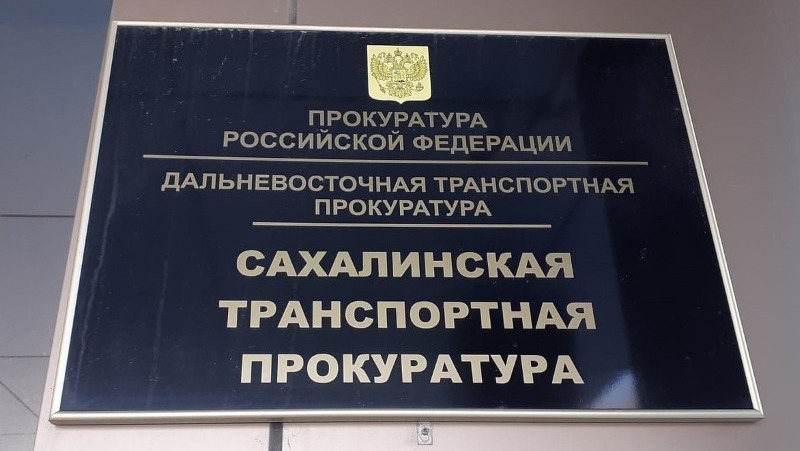 ПРОКУРАТУРА
РОССИЙСКОЙ ФЕДЕРАЦИИ
ДАЛЬНЕВОСТОЧНАЯ ТРАНСПОРТНАЯ
ПРОКУРАТУРА
САХАЛИНСКАЯ
ТРАНСПОРТНАЯ
ПРОКУРАТУРА